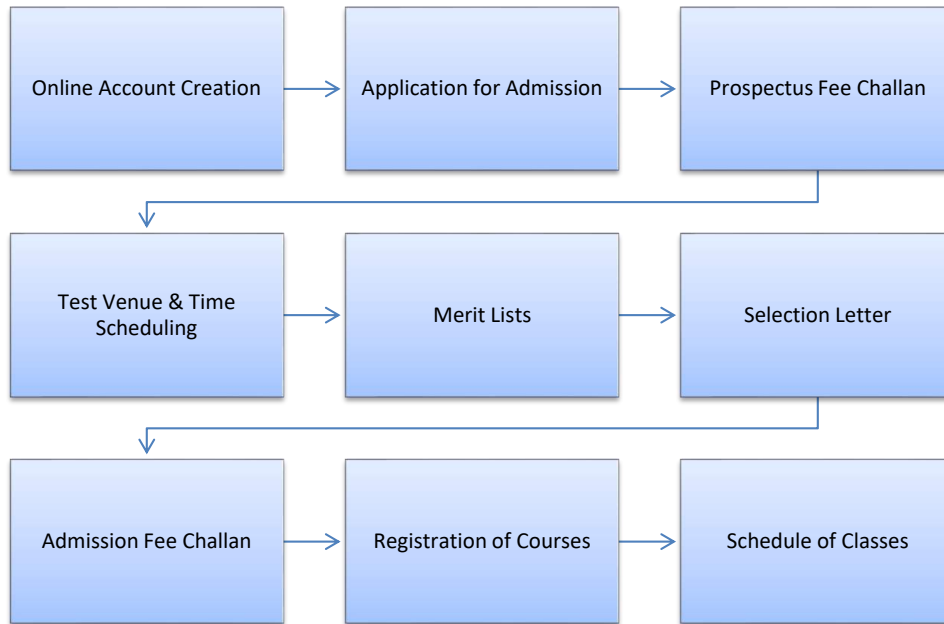 Online Account Creation
Application for Admission
Prospectus Fee Challan
Test Venue & Time
Scheduling
Merit Lists
Selection Letter
Admission Fee Challan
Registration of Courses
Schedule of Classes